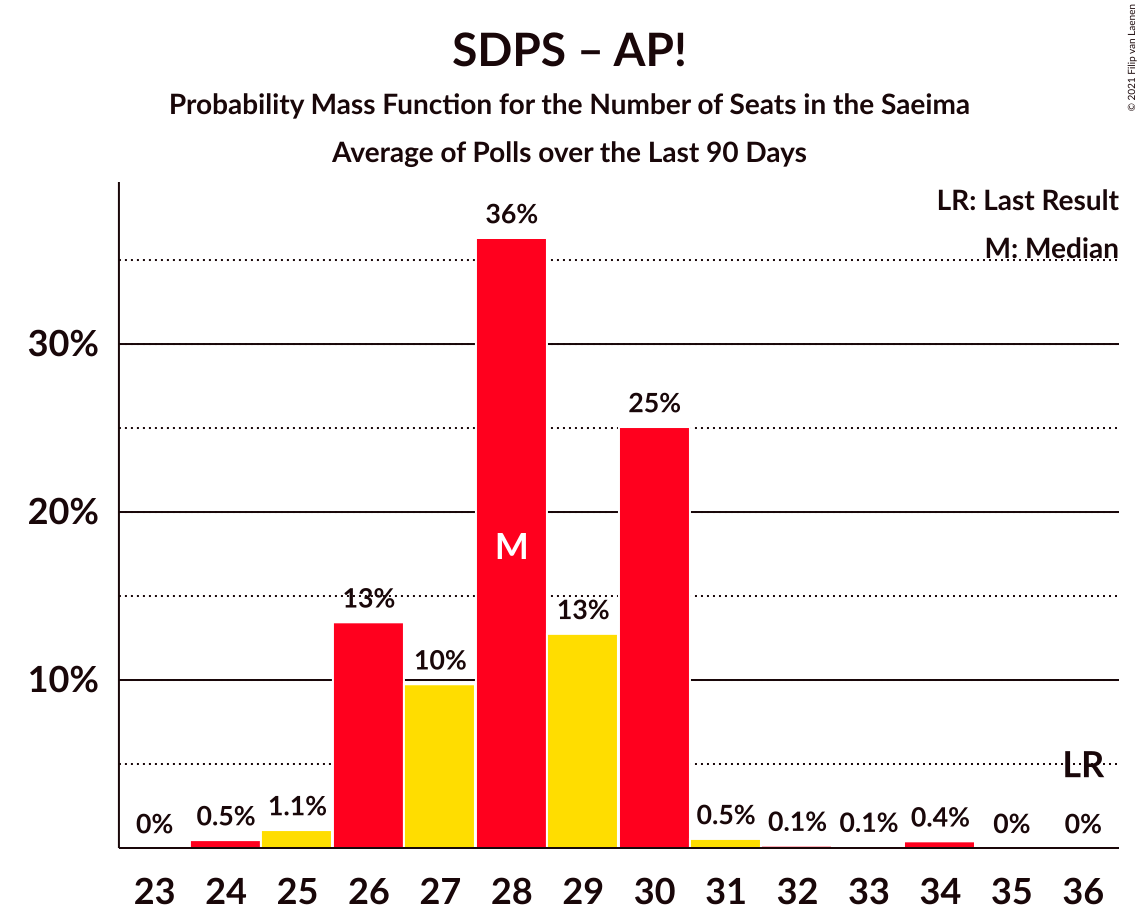 SDPS – AP!
Probability Mass Function for the Number of Seats in the Saeima
Average of Polls over the Last 90 Days
© 2021 Filip van Laenen
LR: Last Result
M: Median
30%
20%
10%
0%
0.5%
1.1%
13%
10%
36%
M
13%
25%
0.5%
0.1%
0.1%
0.4%
0%
LR
0%
23 24 25 26 27 28 29 30 31 32 33 34 35 36